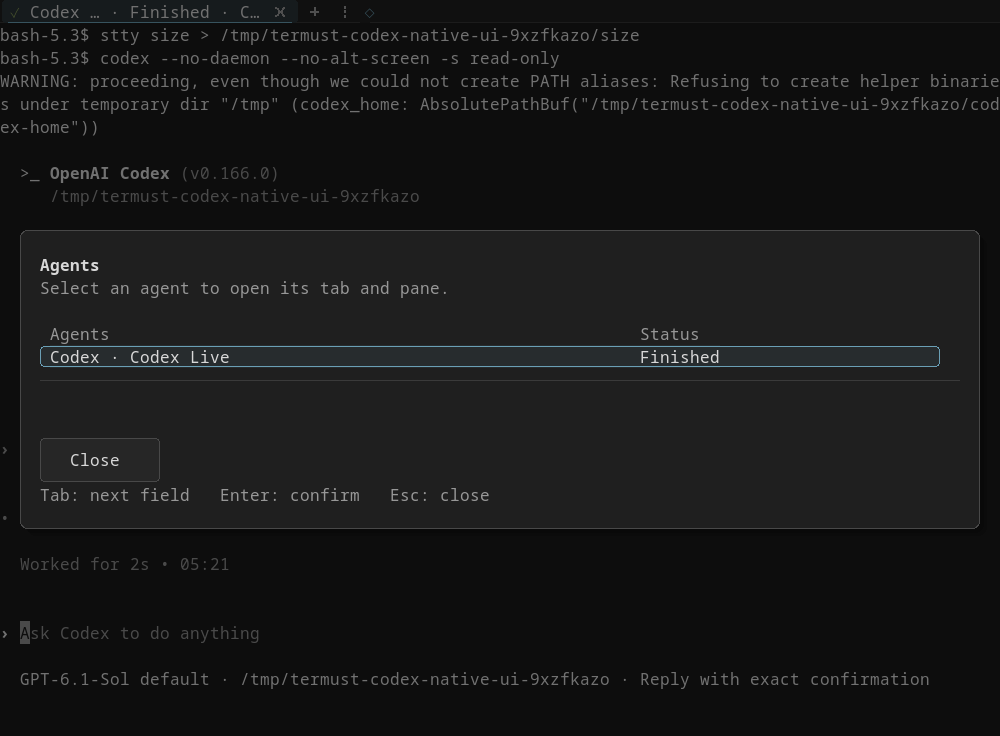 ✓ Codex … · Finished · C…  + ⋮ ◇
bash-5.3$ stty size > /tmp/termust-codex-native-ui-9xzfkazo/size
bash-5.3$ codex --no-daemon --no-alt-screen -s read-only
WARNING: proceeding, even though we could not create PATH aliases: Refusing to create helper binarie
s under temporary dir "/tmp" (codex_home: AbsolutePathBuf("/tmp/termust-codex-native-ui-9xzfkazo/cod
ex-home"))
>_ OpenAI Codex (v0.166.0)
/tmp/termust-codex-native-ui-9xzfkazo
Agents
Select an agent to open its tab and pane.
Agents Status
Codex · Codex Live Finished
›
Close
Tab: next field Enter: confirm Esc: close
•
Worked for 2s • 05:21
› Ask Codex to do anything
GPT-6.1-Sol default · /tmp/termust-codex-native-ui-9xzfkazo · Reply with exact confirmation